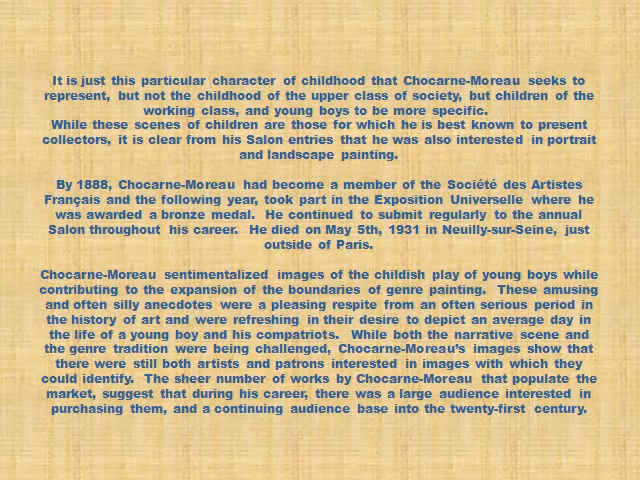 It is just this particular character of childhood that Chocarne-Moreau seeks to
represent, but not the childhood of the upper class of society, but children of the
working class, and young boys to be more specific.
While these scenes of children are those for which he is best known to present
collectors, it is clear from his Salon entries that he was also interested in portrait
and landscape painting.
By 1888, Chocarne-Moreau had become a member of the Société des Artistes
Français and the following year, took part in the Exposition Universelle where he
was awarded a bronze medal. He continued to submit regularly to the annual
Salon throughout his career. He died on May 5th, 1931 in Neuilly-sur-Seine, just
outside of Paris.
Chocarne-Moreau sentimentalized images of the childish play of young boys while
contributing to the expansion of the boundaries of genre painting. These amusing
and often silly anecdotes were a pleasing respite from an often serious period in
the history of art and were refreshing in their desire to depict an average day in
the life of a young boy and his compatriots. While both the narrative scene and
the genre tradition were being challenged, Chocarne-Moreau's images show that
there were still both artists and patrons interested in images with which they
could identify. The sheer number of works by Chocarne-Moreau that populate the
market, suggest that during his career, there was a large audience interested in
purchasing them, and a continuing audience base into the twenty-first century.